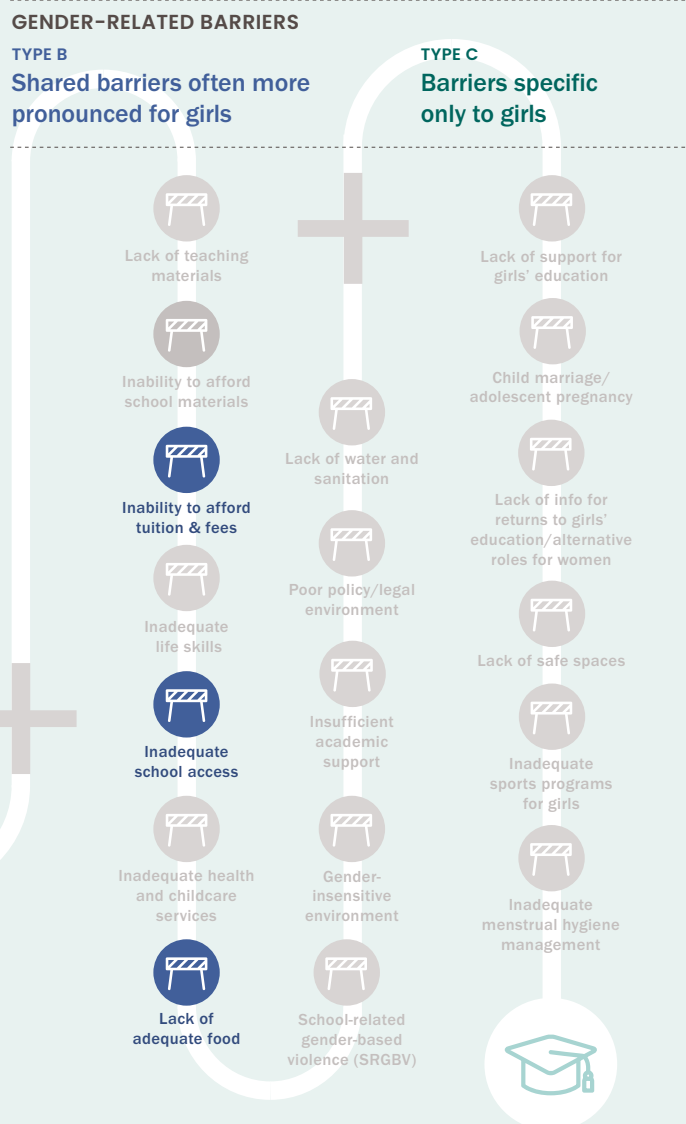 GENDER-RELATED BARRIERS
TYPE B
Shared barriers often more
pronounced for girls
TYPE C
Barriers specific
only to girls
Lack of teaching
materials
Inability to afford
school materials
Inability to afford
tuition & fees
Inadequate
life skills
Inadequate
school access
Inadequate health
and childcare
services
Lack of
adequate food
Lack of water and
sanitation
Poor policy/legal
environment
Insufficient
academic
support
Gender-
insensitive
environment
School-related
gender-based
violence (SRGBV)
Lack of support for
girls’ education
Child marriage/
adolescent pregnancy
Lack of info for
returns to girls’
education/alternative
roles for women
Lack of safe spaces
Inadequate
sports programs
for girls
Inadequate
menstrual hygiene
management